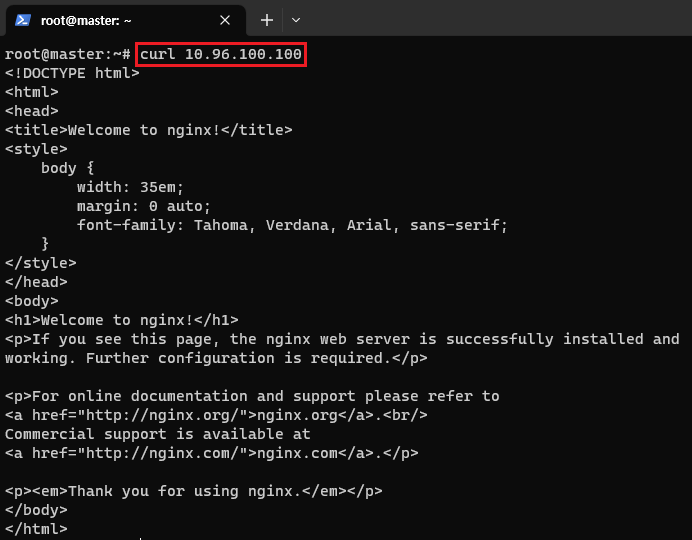 root@master: ~
root@master:~# curl 10.96.100.100
<!DOCTYPE html>
<html>
<head>
<title>Welcome to nginx!</title>
<style>
    body {
        width: 35em;
        margin: 0 auto;
        font-family: Tahoma, Verdana, Arial, sans-serif;
    }
</style>
</head>
<body>
<h1>Welcome to nginx!</h1>
<p>If you see this page, the nginx web server is successfully installed and
working. Further configuration is required.</p>

<p>For online documentation and support please refer to
<a href="http://nginx.org/">nginx.org</a>.<br/>
Commercial support is available at
<a href="http://nginx.com/">nginx.com</a>.</p>

<p><em>Thank you for using nginx.</em></p>
</body>
</html>